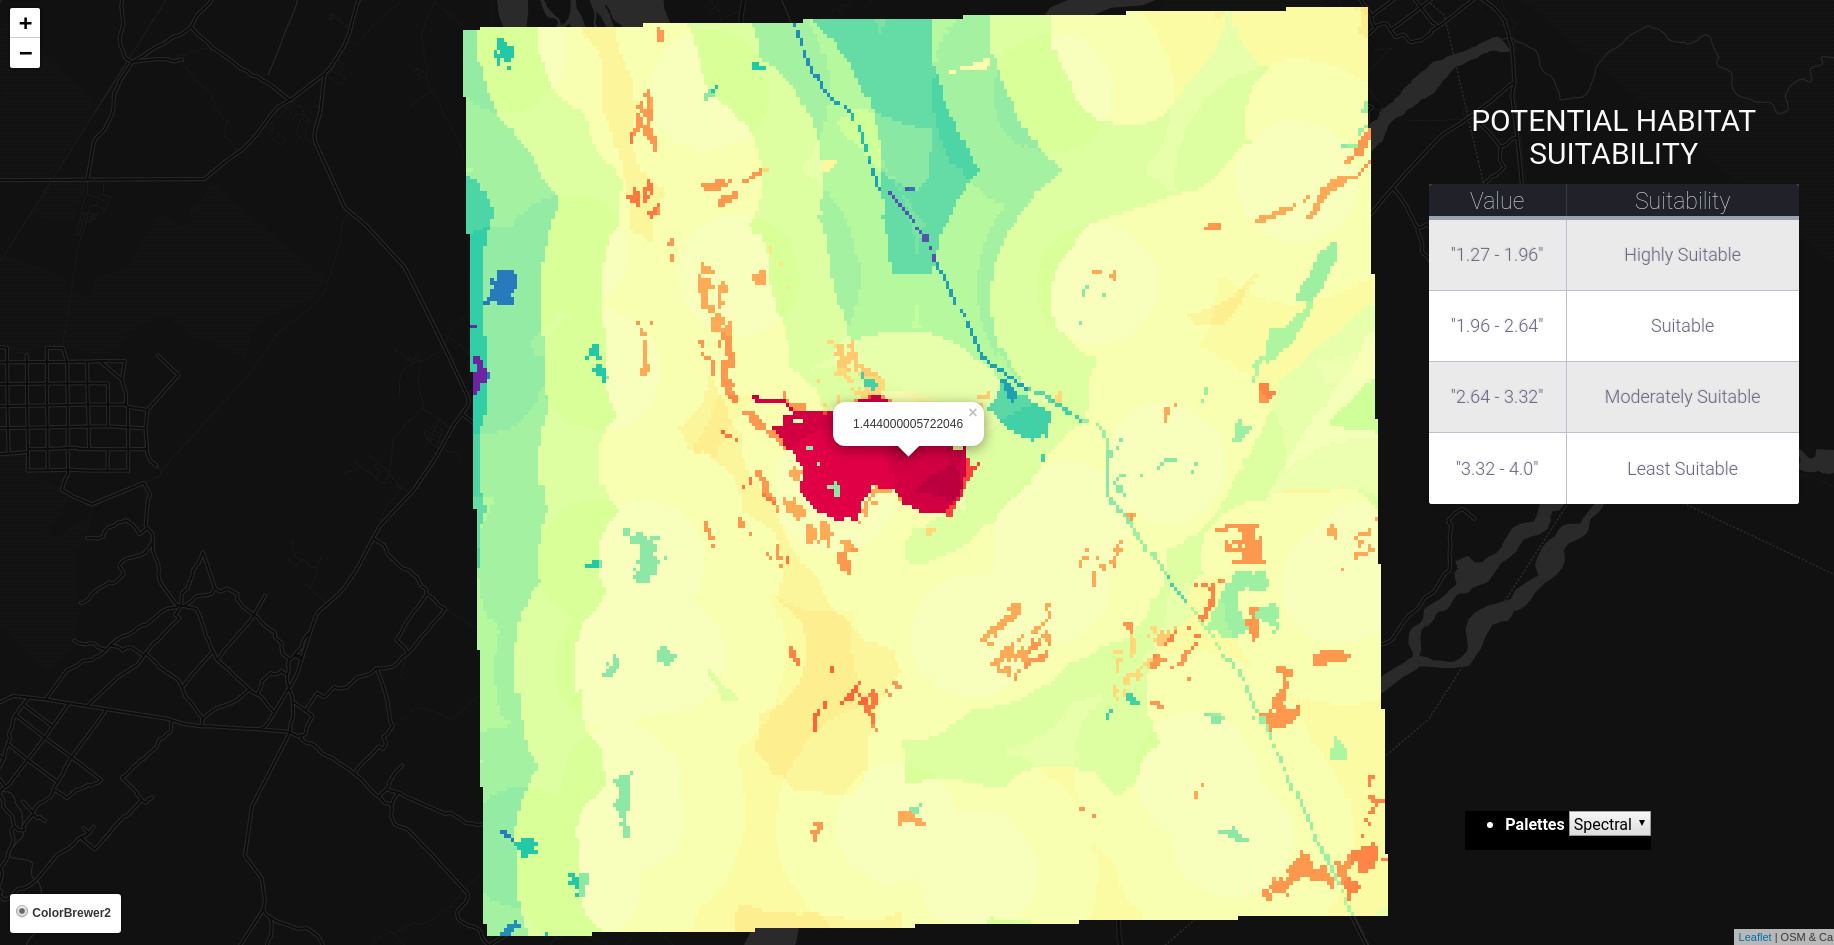 +
−
POTENTIAL HABITAT
SUITABILITY
Value Suitability
"1.27 - 1.96" Highly Suitable
"1.96 - 2.64" Suitable
"2.64 - 3.32" Moderately Suitable
"3.32 - 4.0" Least Suitable
×
1.444000005722046
• Palettes Spectral
ColorBrewer2
Leaflet | OSM & Ca